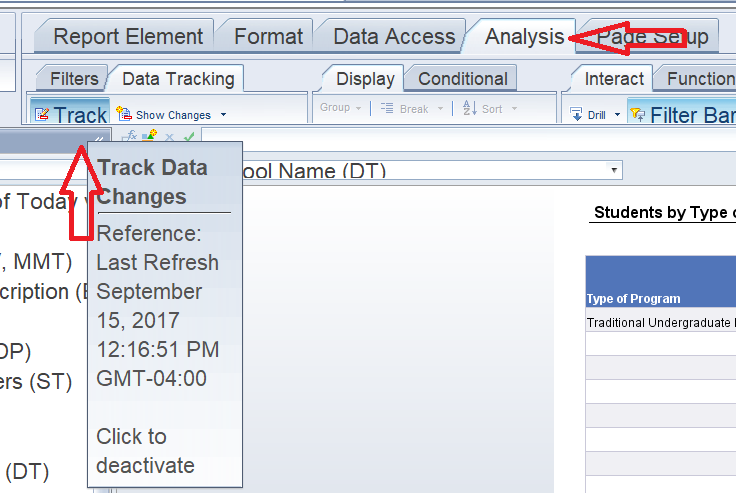 Report Element Format Data Access Analysis Page Setup
Filters Data Tracking Display Conditional Interact Function
Track Show Changes Group Break Sort Drill Filter Bar
Track Data
Changes
ool Name (DT)
of Today
Students by Type
Reference:
Last Refresh
, MMT)
September
cription (E
15, 2017
Type of Program
12:16:51 PM
Traditional Undergraduate
OP)
GMT-04:00
ers (ST)
Click to
deactivate
(DT)